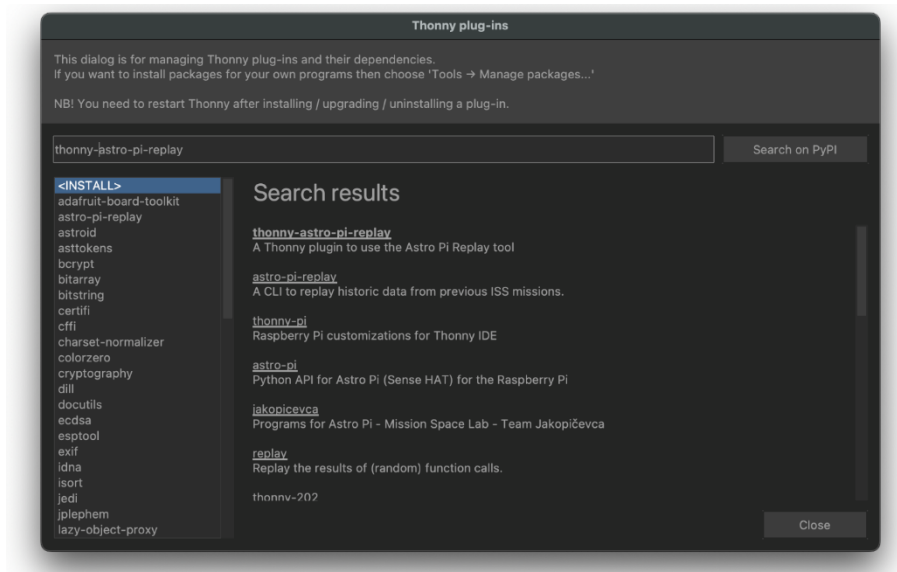 Thonny plug-ins
This dialog is for managing Thonny plug-ins and their dependencies.
If you want to install packages for your own programs then choose 'Tools → Manage packages...'
NB! You need to restart Thonny after installing / upgrading / uninstalling a plug-in.
thonny-astro-pi-replay
Search on PyPI
<INSTALL>
adafruit-board-toolkit
astro-pi-replay
astroid
asttokens
bcrypt
bitarray
bitstring
certifi
cffi
charset-normalizer
colorzero
cryptography
dill
docutils
ecdsa
esptool
exif
idna
isort
jedi
jplephem
lazy-object-proxy
Search results
thonny-astro-pi-replay
A Thonny plugin to use the Astro Pi Replay tool
astro-pi-replay
A CLI to replay historic data from previous ISS missions.
thonny-pi
Raspberry Pi customizations for Thonny IDE
astro-pi
Python API for Astro Pi (Sense HAT) for the Raspberry Pi
jakopicevca
Programs for Astro Pi - Mission Space Lab - Team Jakopičevca
replay
Replay the results of (random) function calls.
thonny-202
Close